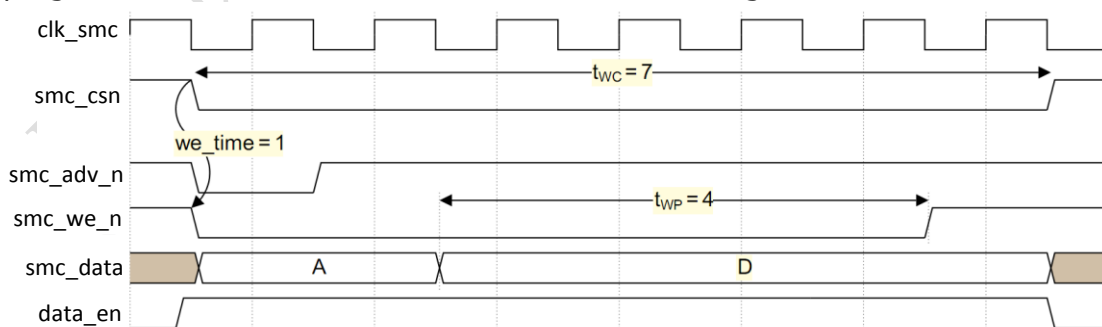 clk_smc
t_WC = 7
smc_csn
we_time = 1
smc_adv_n
t_WP = 4
smc_we_n
smc_data
A
D
data_en